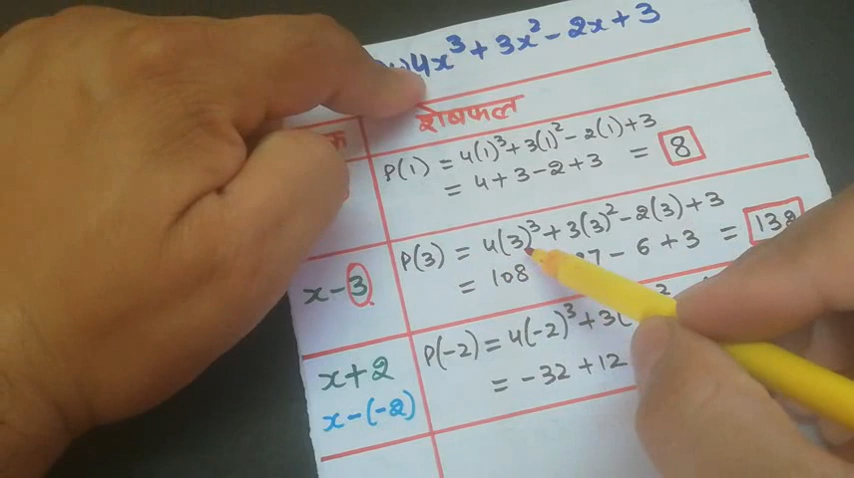 4x³ + 3x² - 2x + 3
शेषफल
P(1) = 4(1)³ + 3(1)² - 2(1) + 3
= 4 + 3 - 2 + 3 = 8
x - 3
P(3) = 4(3)³ + 3(3)² - 2(3) + 3
= 108 27 - 6 + 3 = 132
x + 2
x - (-2)
P(-2) = 4(-2)³ + 3(
= -32 + 12